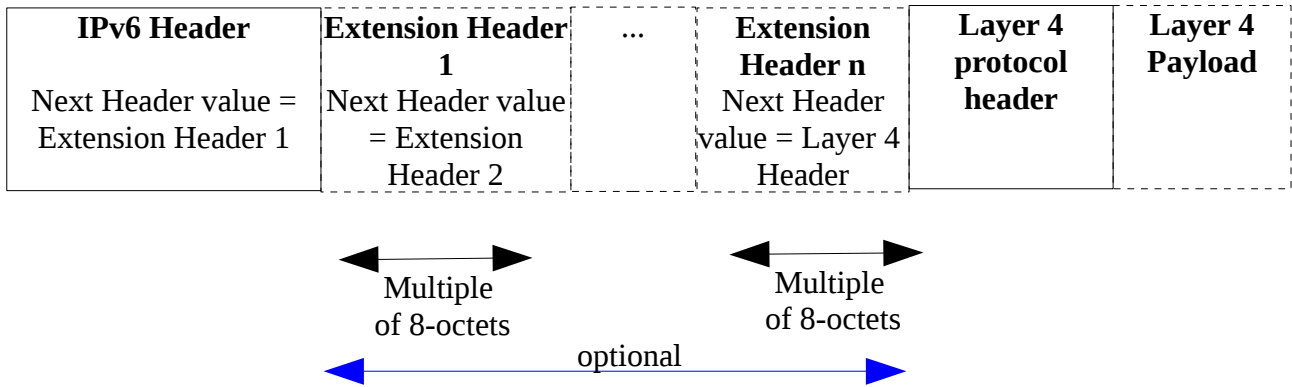 IPv6 Header
Next Header value =
Extension Header 1
Extension Header
1
Next Header value
= Extension
Header 2
...
Extension
Header n
Next Header
value = Layer 4
Header
Layer 4
protocol
header
Layer 4
Payload
Multiple
of 8-octets
Multiple
of 8-octets
optional